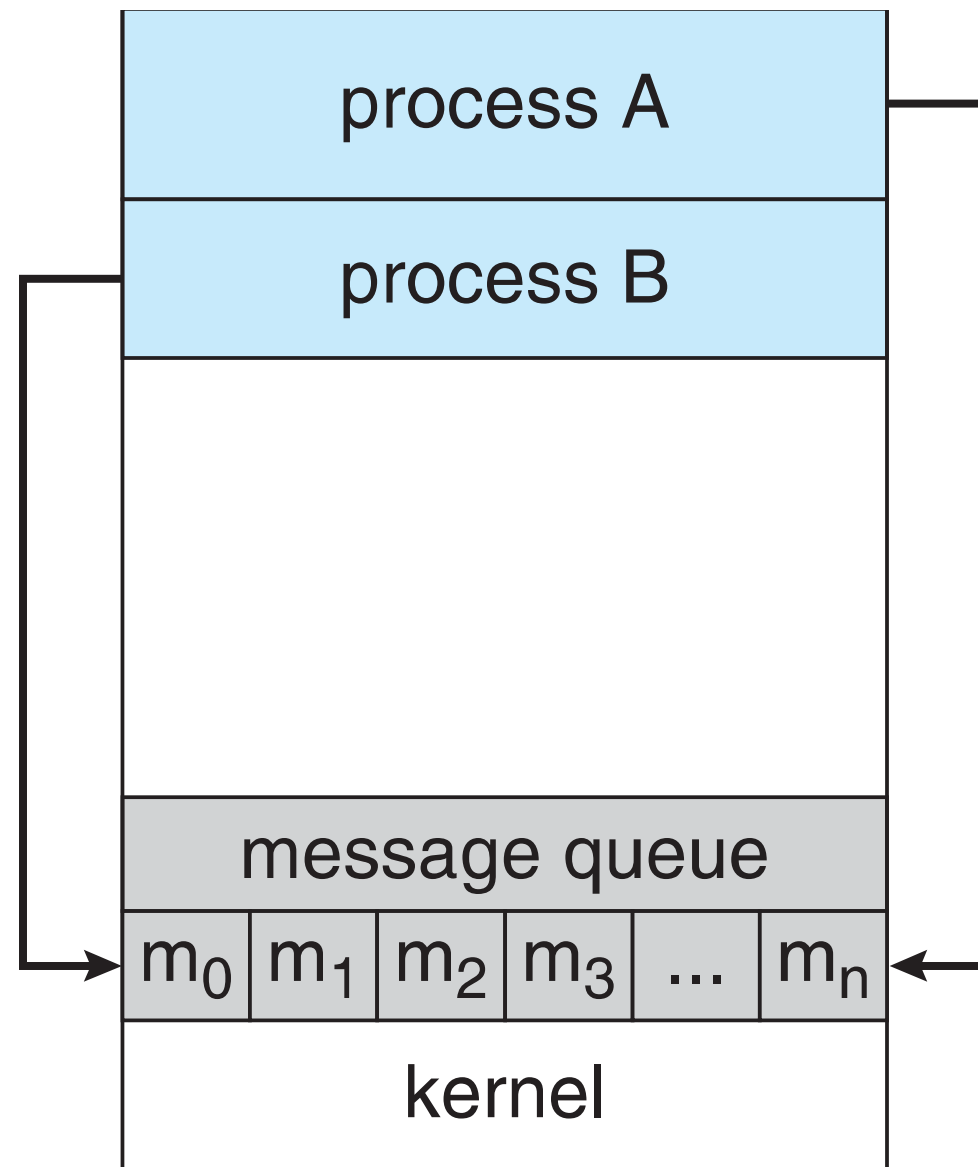 process A
process B
message queue
m0 m1 m2 m3 ... mn
kernel